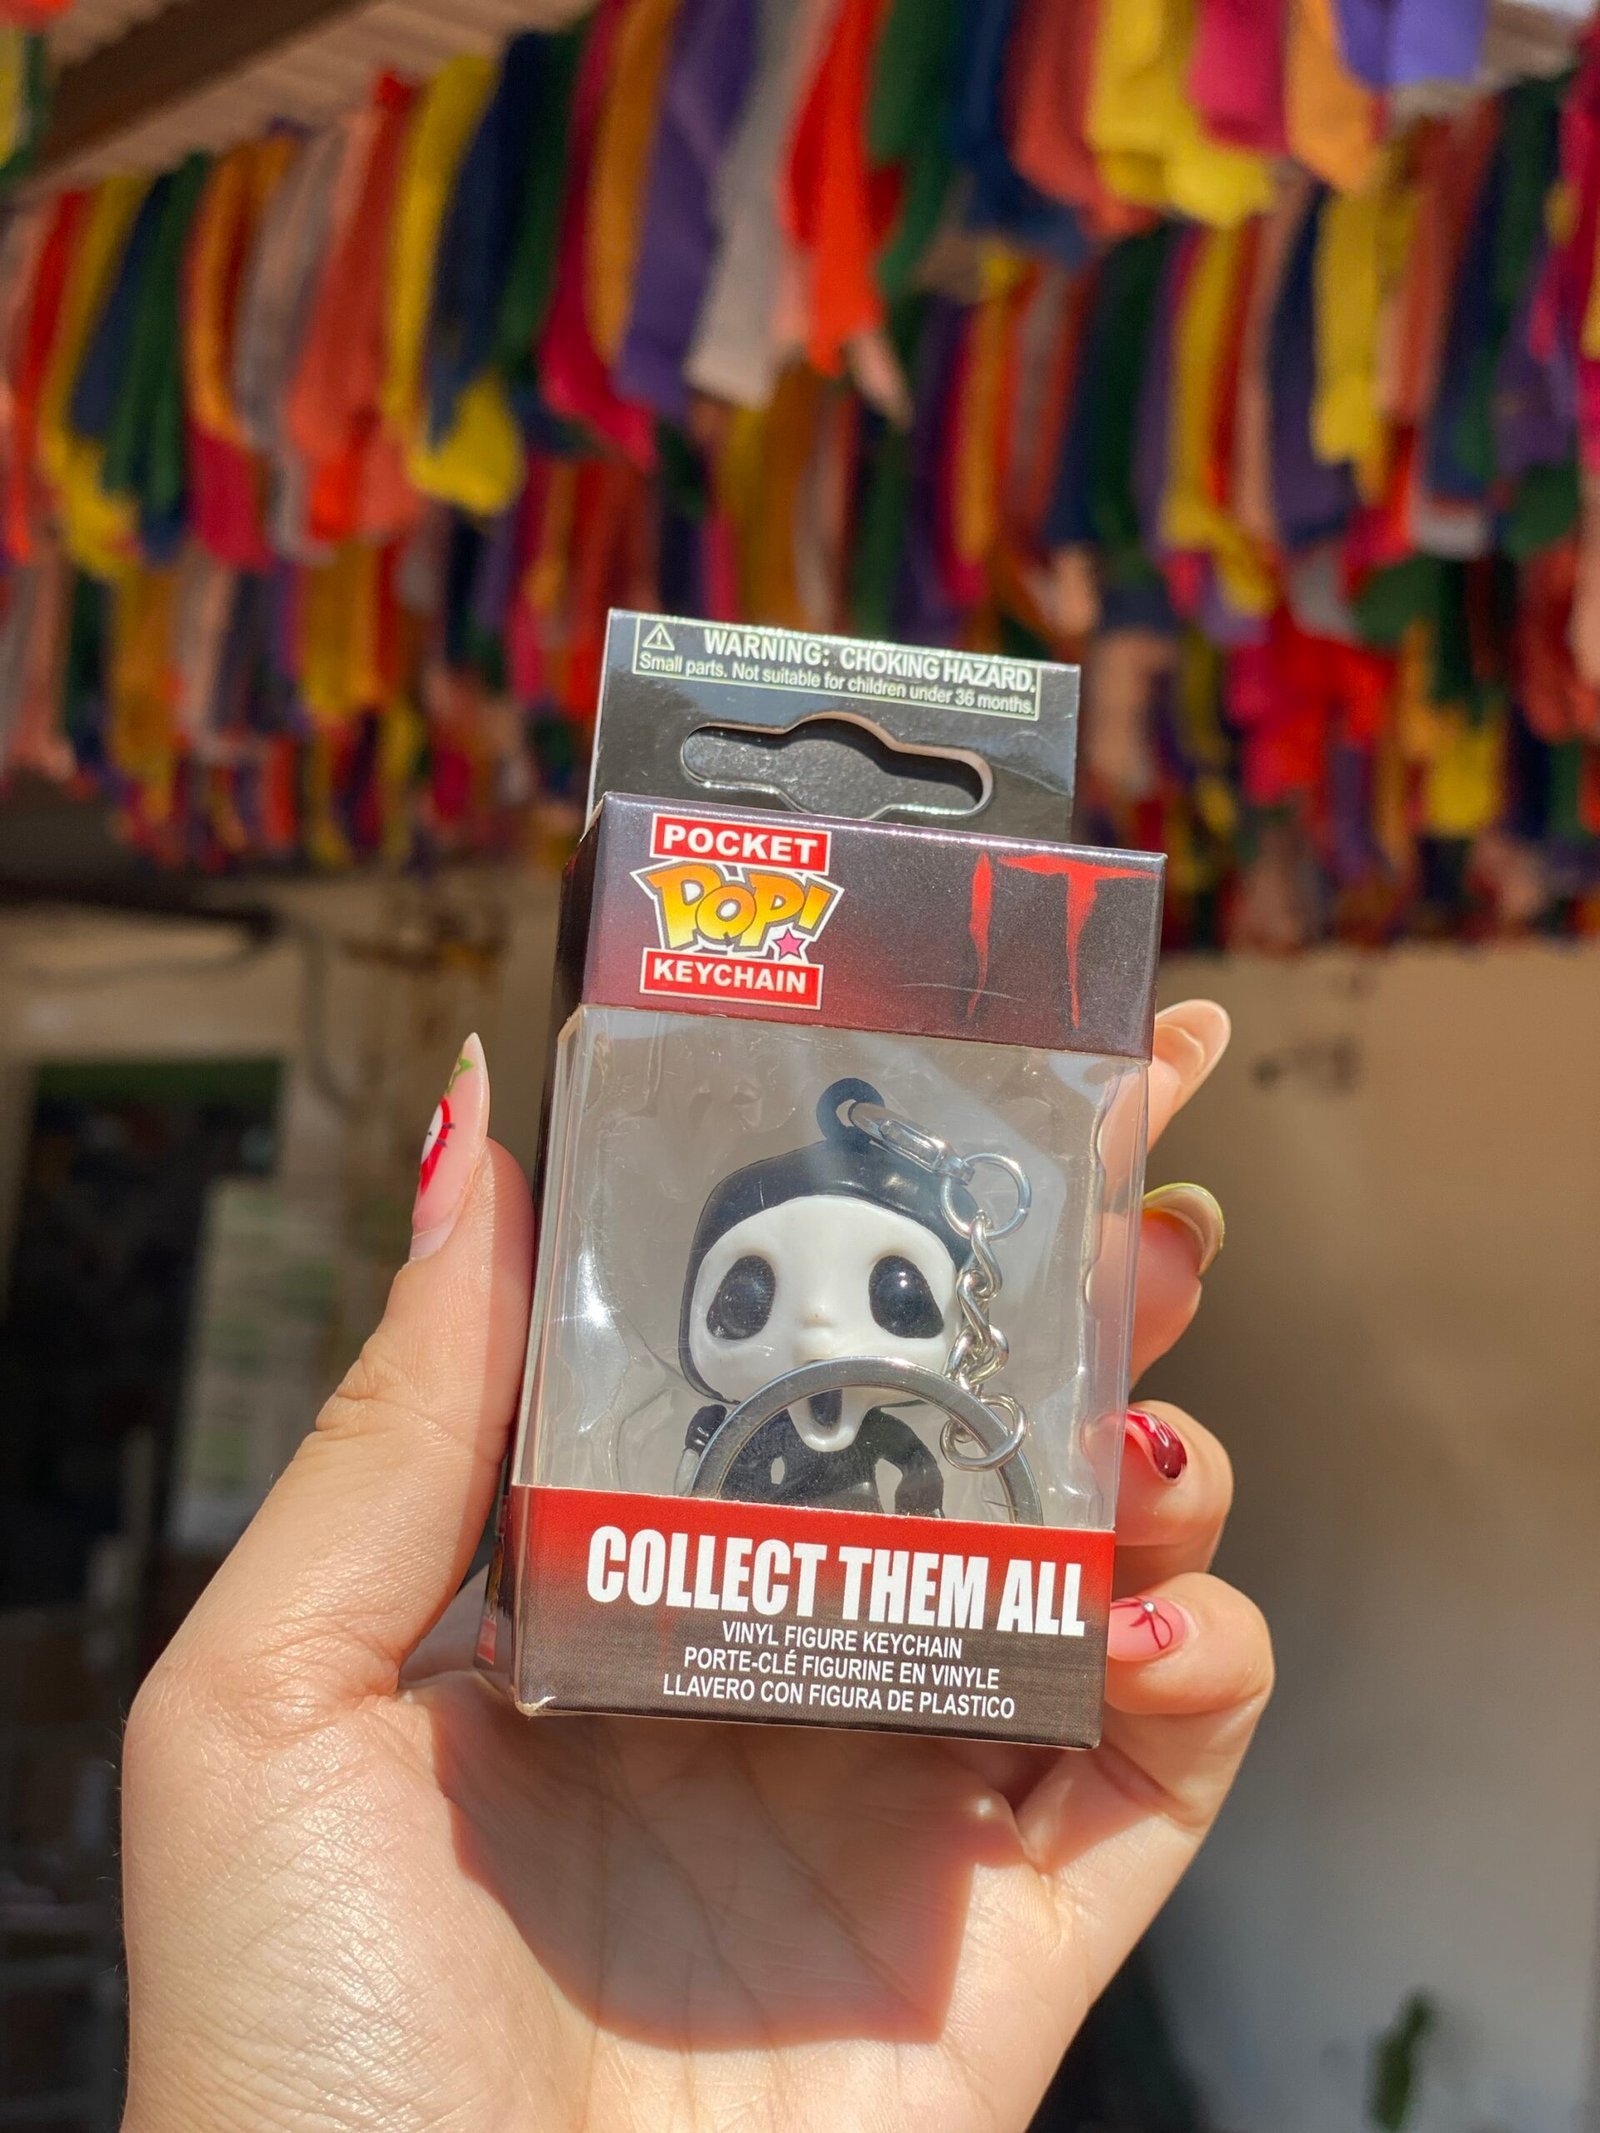 WARNING: CHOKING HAZARD.
Small parts. Not suitable for children under 36 months.
POCKET
POP!
KEYCHAIN
IT
COLLECT THEM ALL
VINYL FIGURE KEYCHAIN
PORTE-CLÉ FIGURINE EN VINYLE
LLAVERO CON FIGURA DE PLASTICO